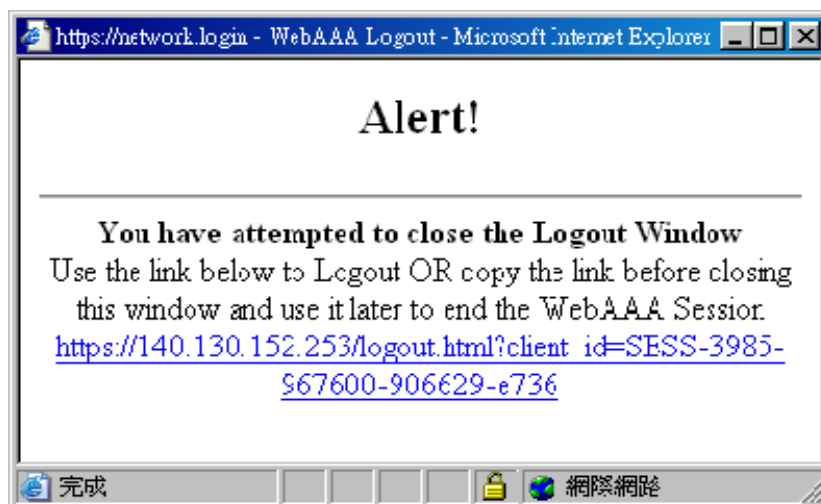 https://network.login - WebAAA Logout - Microsoft Internet Explorer
Alert!
You have attempted to close the Logout Window
Use the link below to Logout OR copy the link before closing
this window and use it later to end the WebAAA Session.
https://140.130.152.253/logout.html?client_id=SESS-3985-
967600-906629-e736
完成
網際網路